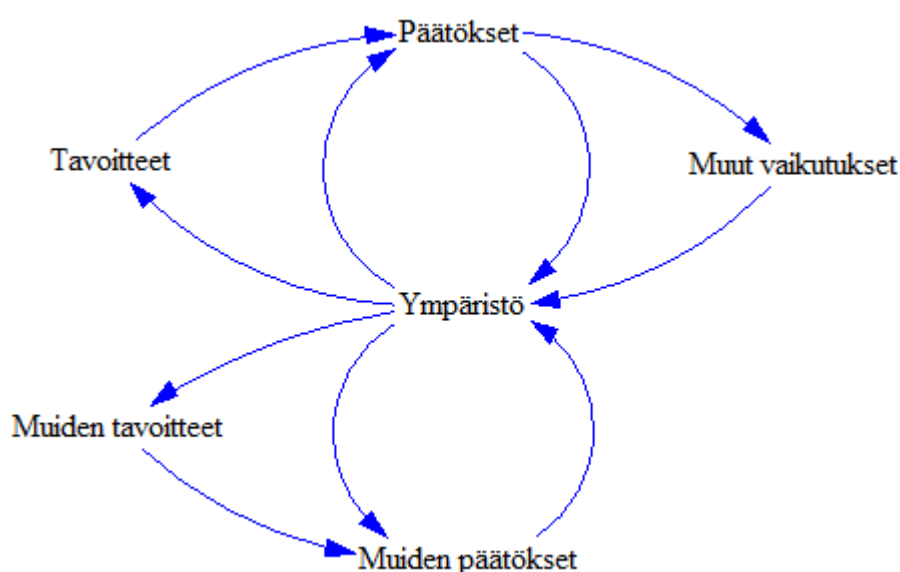 Päätökset
Tavoitteet
Muut vaikutukset
Ympäristö
Muiden tavoitteet
Muiden päätökset